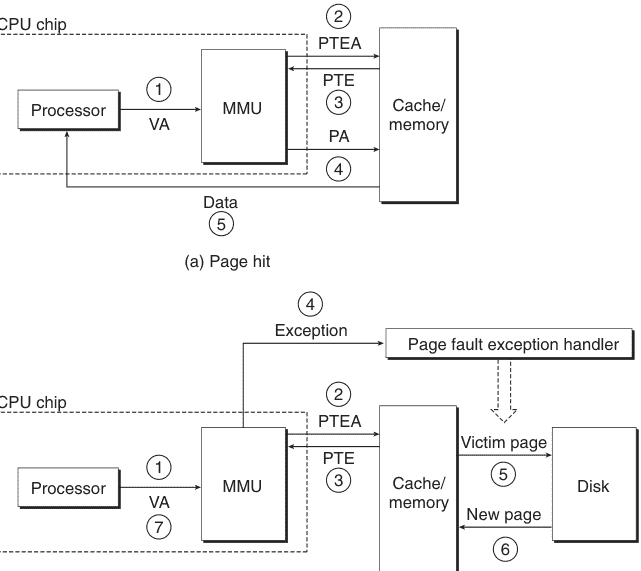 CPU chip
2
PTEA
1
Processor
VA
MMU
PTE
3
Cache/
memory
PA
4
Data
5
(a) Page hit
4
Exception
Page fault exception handler
CPU chip
2
PTEA
1
Processor
VA
7
MMU
PTE
3
Cache/
memory
Victim page
5
Disk
New page
6